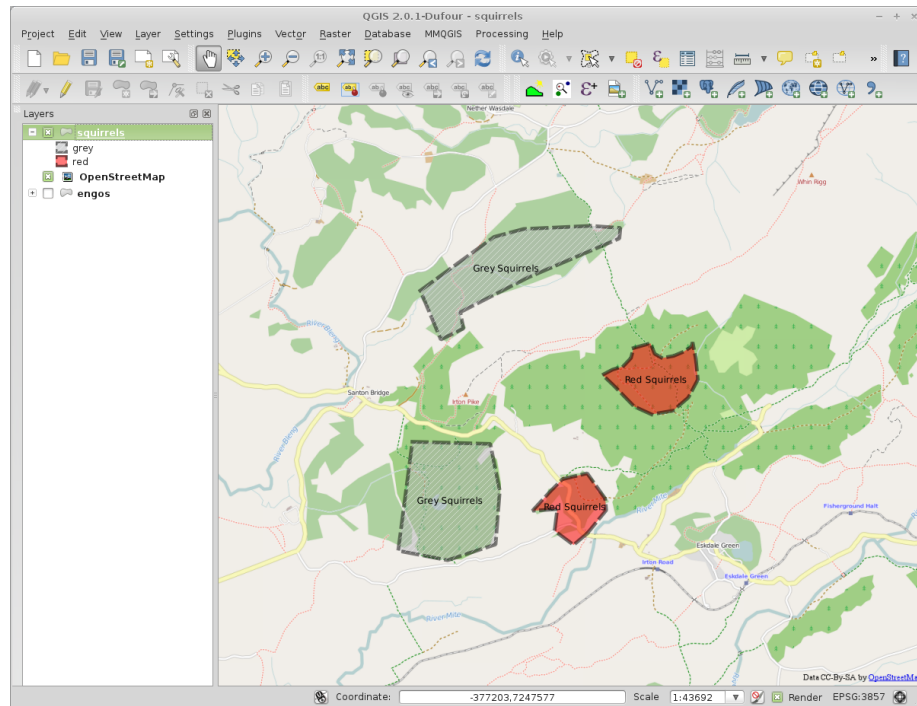 QGIS 2.0.1-Dufour - squirrels
Project Edit View Layer Settings Plugins Vector Raster Database MMQGIS Processing Help
Layers
squirrels
grey
red
OpenStreetMap
engos
Nether Wasdale
Whin Rigg
Grey Squirrels
Red Squirrels
Santon Bridge
Irton Pike
Grey Squirrels
Red Squirrels
Fisherground Halt
Eskdale Green
Irton Road
Eskdale Green
Data CC-By-SA by OpenStreetMa
Coordinate: -377203,7247577 Scale 1:43692 Render EPSG:3857